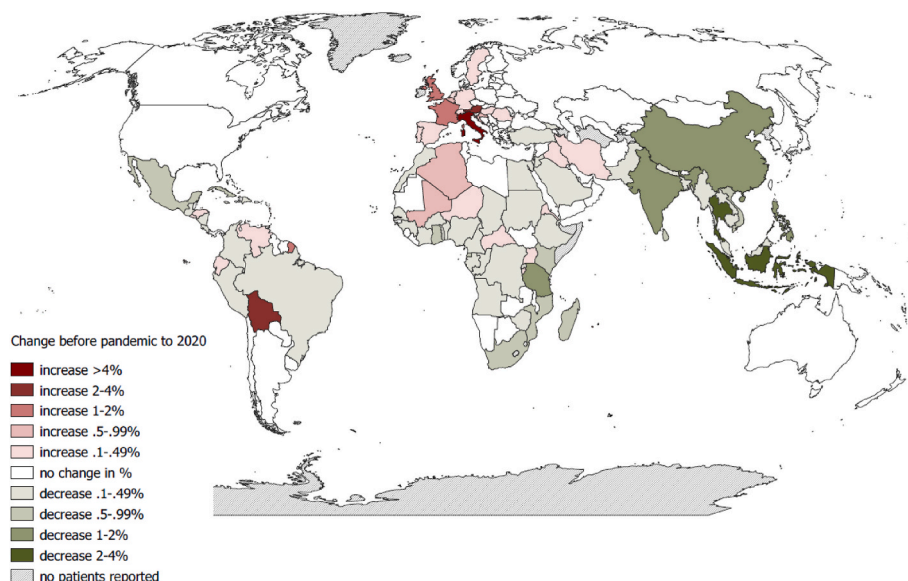 Change before pandemic to 2020
increase >4%
increase 2-4%
increase 1-2%
increase .5-.99%
increase .1-.49%
no change in %
decrease .1-.49%
decrease .5-.99%
decrease 1-2%
decrease 2-4%
no patients reported